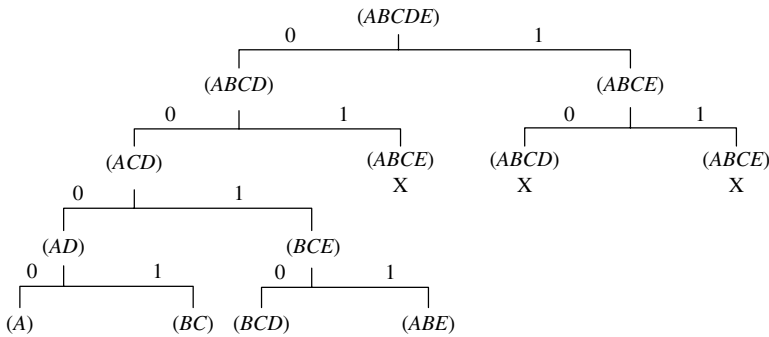 (ABCDE)
0 1
(ABCD) (ABCE)
0 1 0 1
(ACD) (ABCE) (ABCD) (ABCE)
X X X
0 1
(AD) (BCE)
0 1 0 1
(A) (BC) (BCD) (ABE)